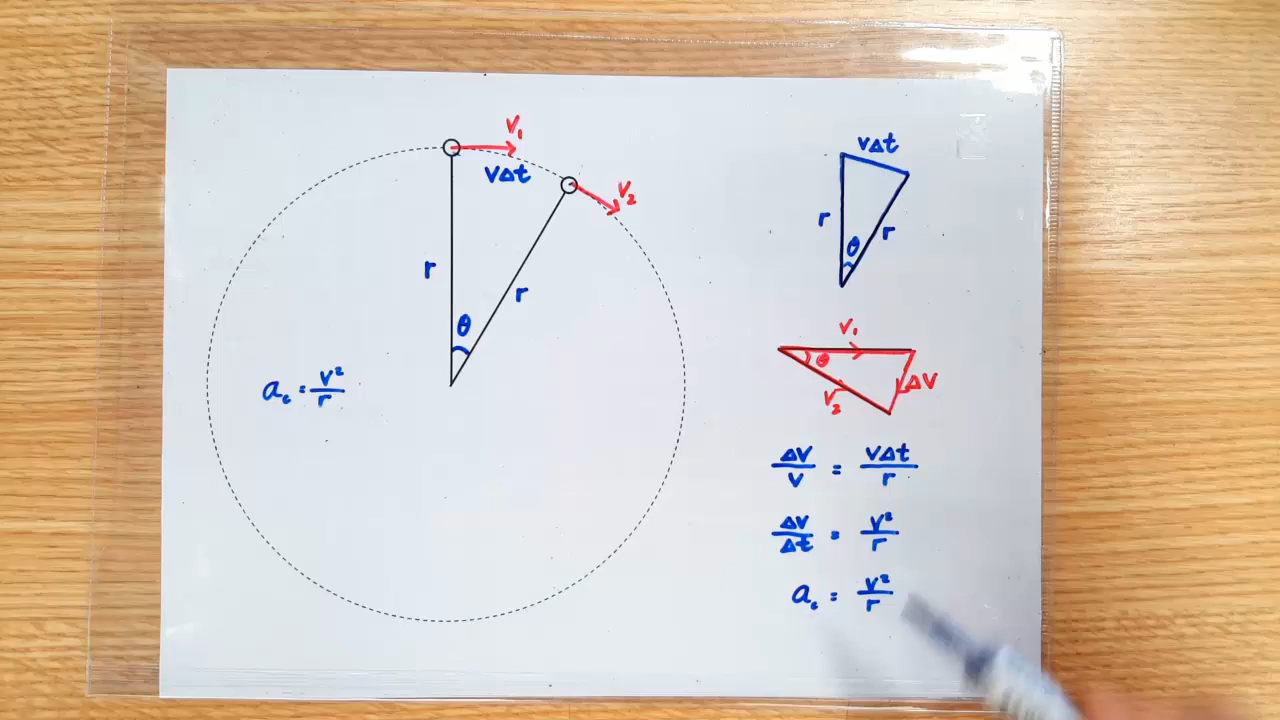 V₁
VΔt
V₂
r
r
θ
a꜀ = V²/r
VΔt
r
r
θ
V₁
θ
V₂
ΔV
ΔV/V = VΔt/r
ΔV/Δt = V²/r
a꜀ = V²/r